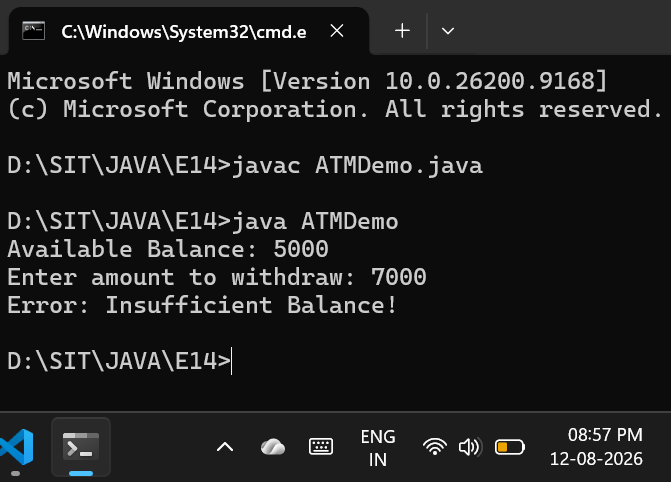 C:\Windows\System32\cmd.e
Microsoft Windows [Version 10.0.26200.9168]
(c) Microsoft Corporation. All rights reserved.
D:\SIT\JAVA\E14>javac ATMDemo.java
D:\SIT\JAVA\E14>java ATMDemo
Available Balance: 5000
Enter amount to withdraw: 7000
Error: Insufficient Balance!
D:\SIT\JAVA\E14>
ENG
IN
08:57 PM
12-08-2026